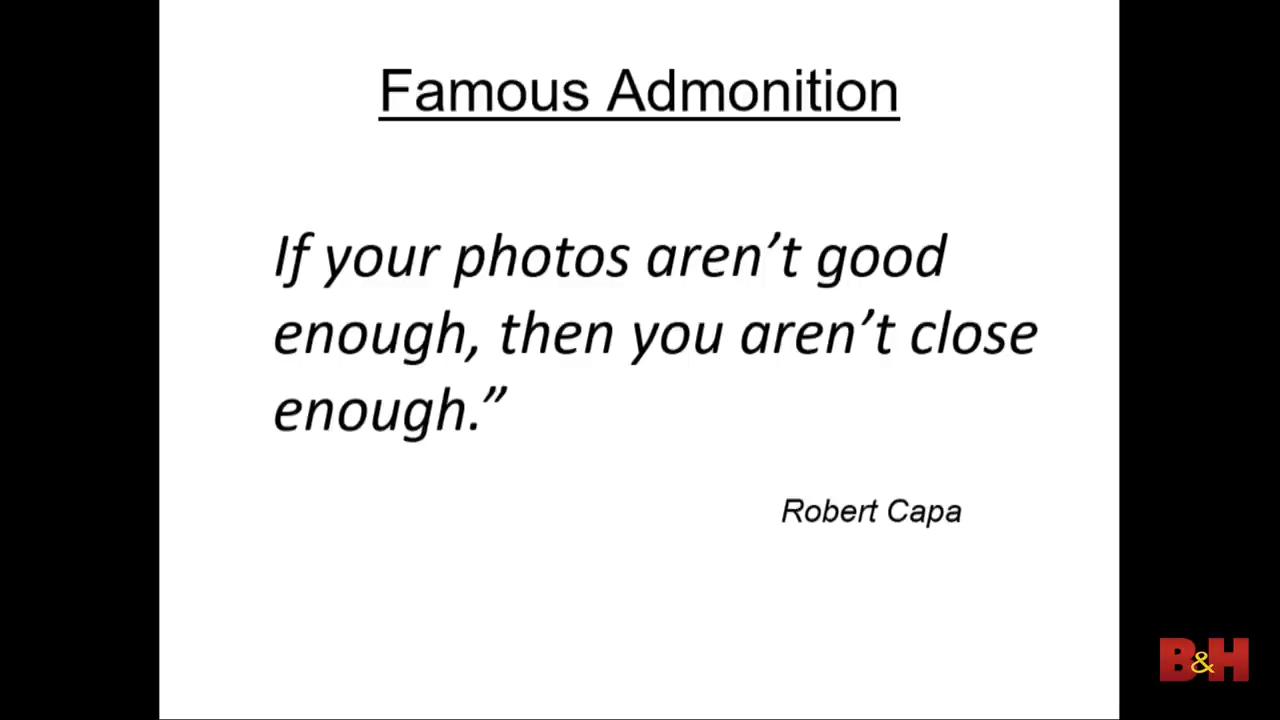 Famous Admonition
If your photos aren’t good
enough, then you aren’t close
enough.”
Robert Capa
B&H